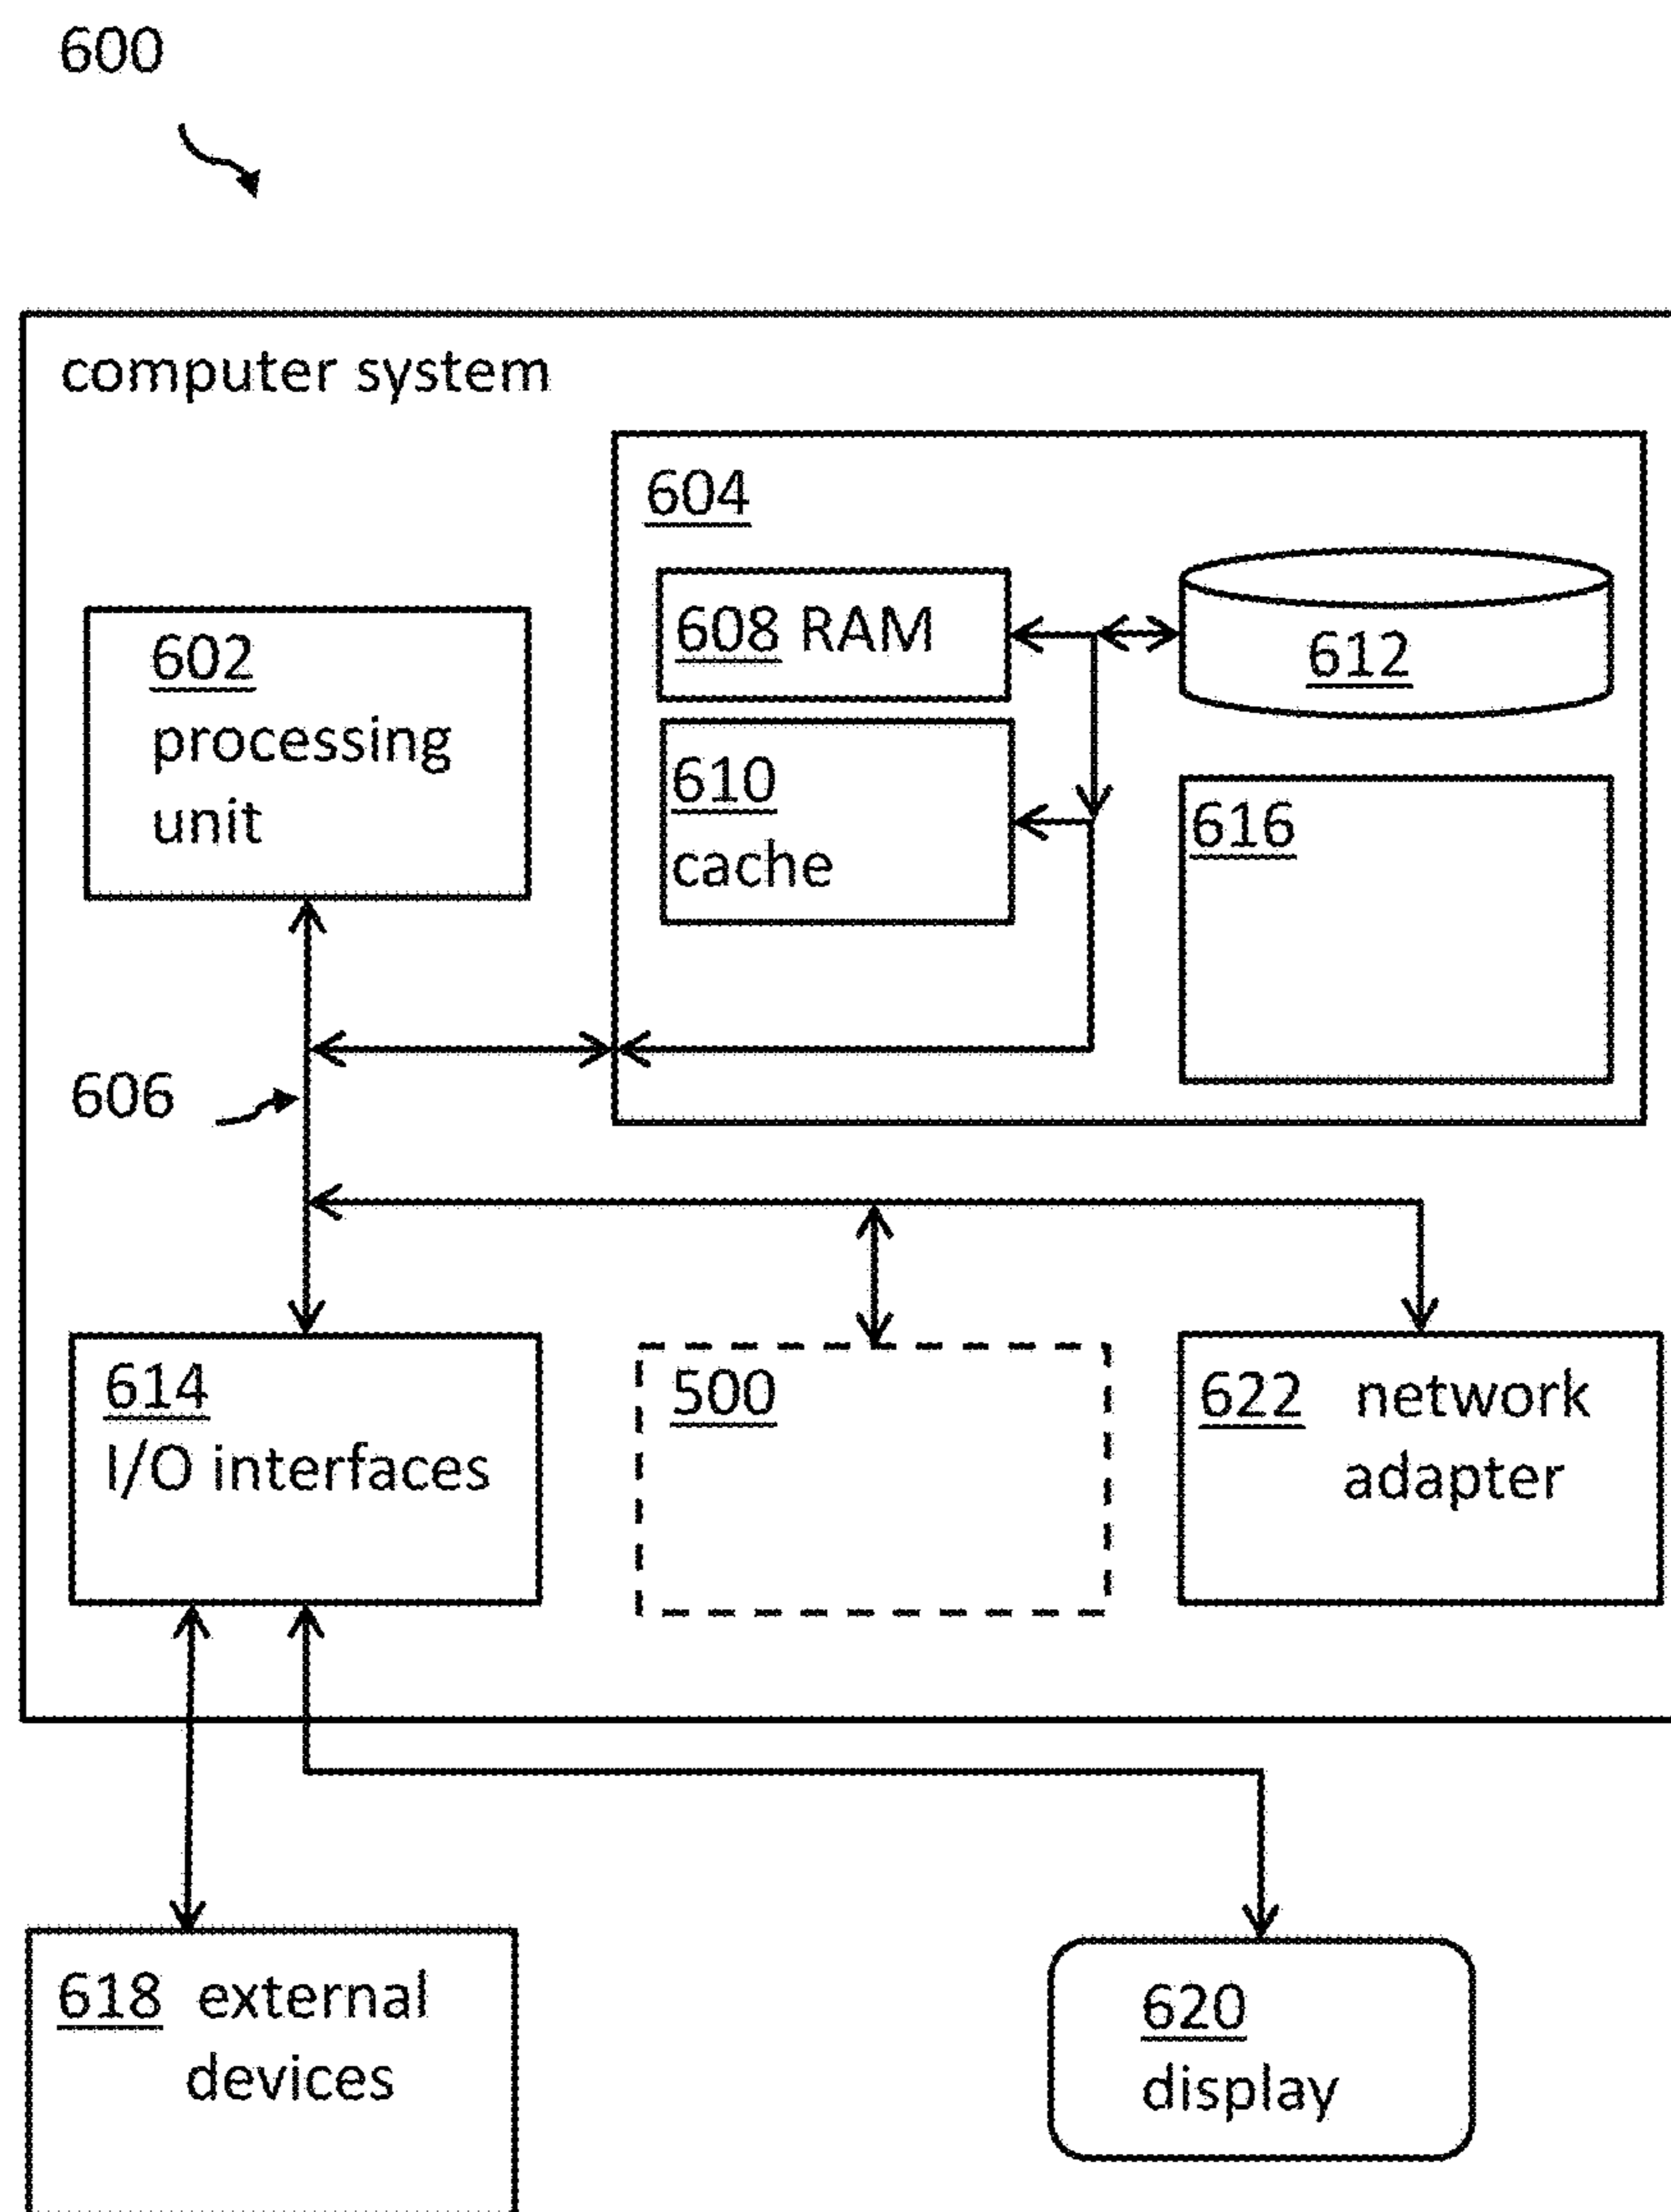 600
computer system
604
608 RAM
612
602
processing
unit
610
cache
616
606
614
I/O interfaces
500
622 network
adapter
618 external
devices
620
display